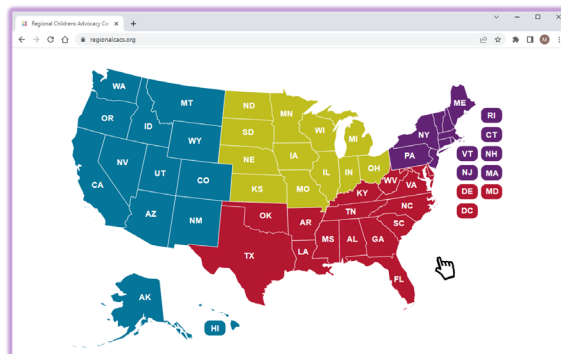 Regional Childrens Advocacy Ce
regionalcacs.org
M
WA
MT
ND
MN
ME
RI
OR
ID
SD
WI
MI
NY
CT
WY
VT
NH
NV
NE
IA
PA
NJ
MA
UT
CO
IL
IN
OH
CA
KS
MO
WV
VA
DE
MD
KY
AZ
NM
OK
AR
TN
NC
DC
TX
LA
MS
AL
GA
SC
FL
AK
HI